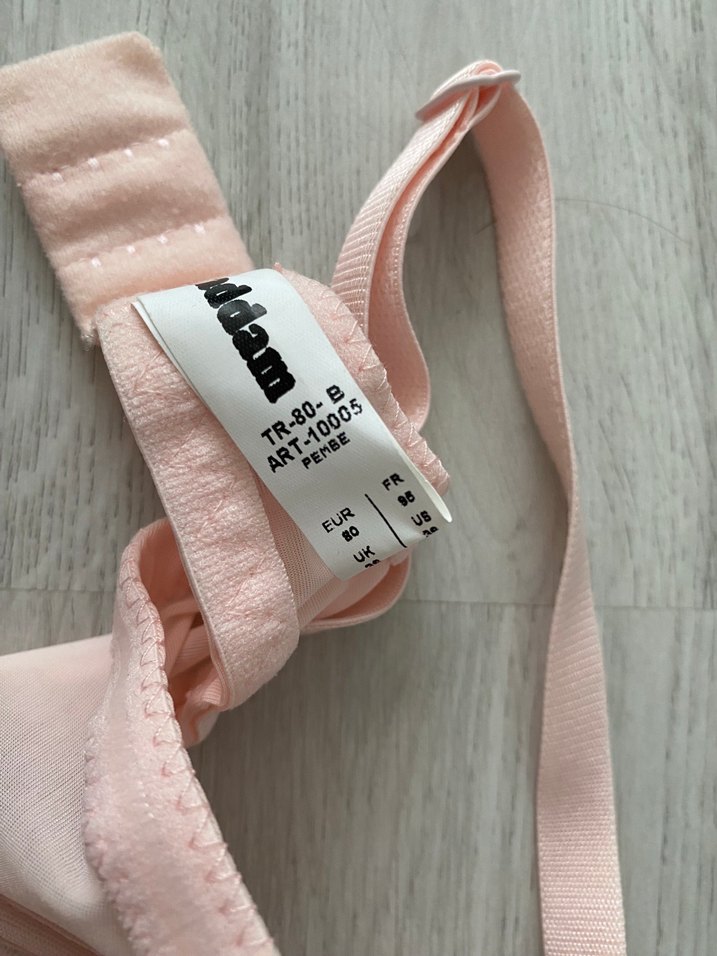 TR-80- B
ART-10005
PEMBE
EUR
80
UK
FR
95
US